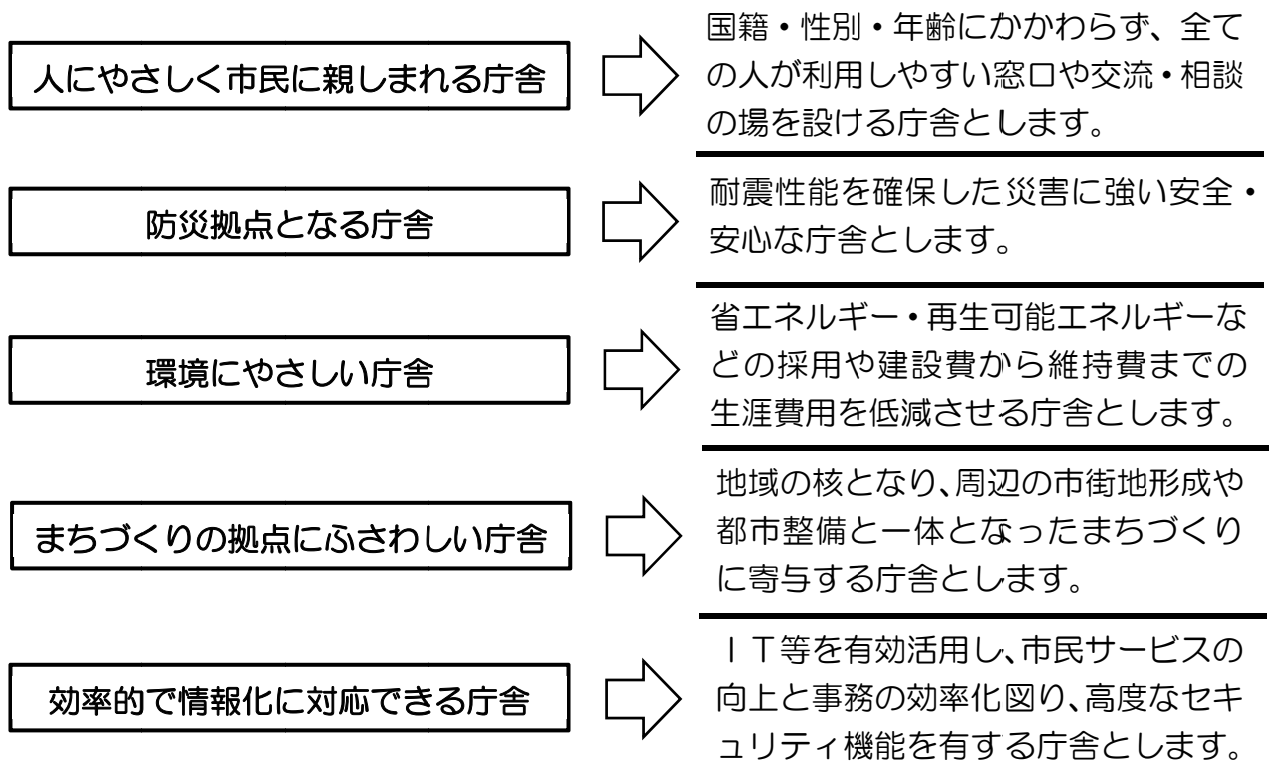 人にやさしく市民に親しまれる庁舎
国籍・性別・年齢にかかわらず、全て
の人が利用しやすい窓口や交流・相談
の場を設ける庁舎とします。
防災拠点となる庁舎
耐震性能を確保した災害に強い安全・
安心な庁舎とします。
環境にやさしい庁舎
省エネルギー・再生可能エネルギーな
どの採用や建設費から維持費までの
生涯費用を低減させる庁舎とします。
まちづくりの拠点にふさわしい庁舎
地域の核となり、周辺の市街地形成や
都市整備と一体となったまちづくり
に寄与する庁舎とします。
効率的で情報化に対応できる庁舎
ＩＴ等を有効活用し、市民サービスの
向上と事務の効率化図り、高度なセキ
ュリティ機能を有する庁舎とします。